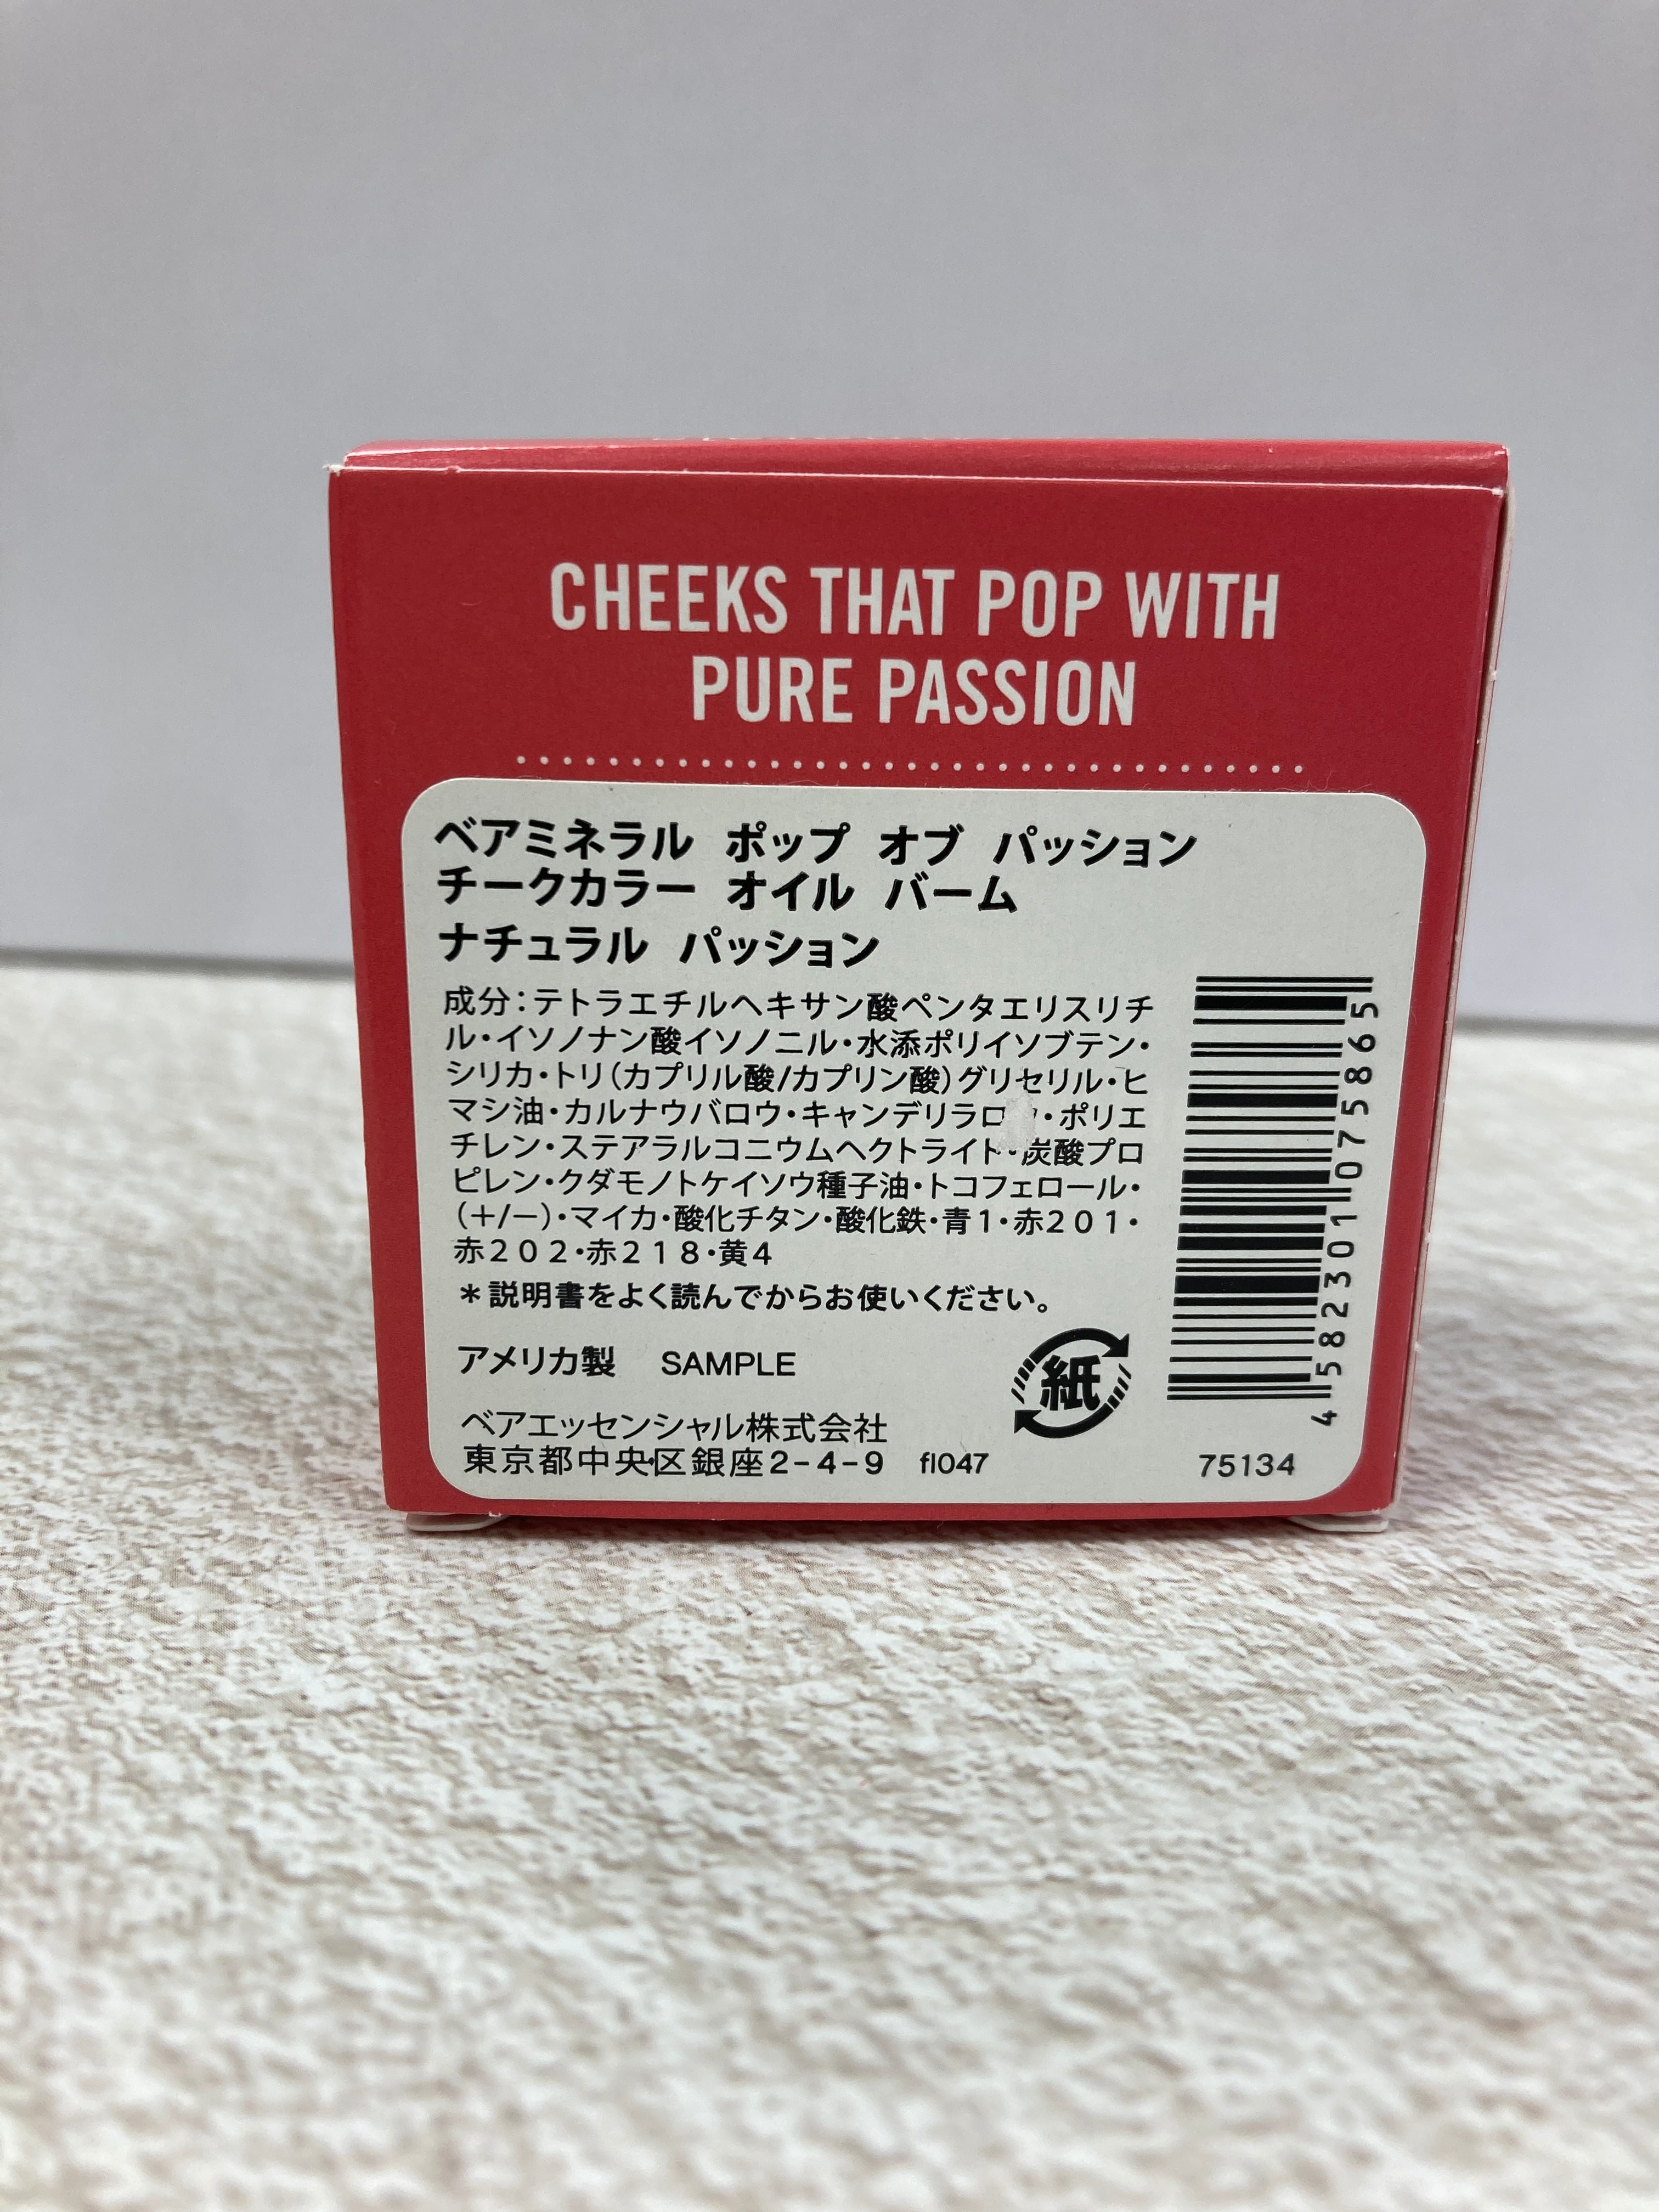 CHEEKS THAT POP WITH
PURE PASSION
ベアミネラル ポップ オブ パッション
チークカラー オイル バーム
ナチュラル パッション
成分：テトラエチルヘキサン酸ペンタエリスリチ
ル・イソノナン酸イソノニル・水添ポリイソブテン・
シリカ・トリ（カプリル酸/カプリン酸）グリセリル・ヒ
マシ油・カルナウバロウ・キャンデリラロ ・ポリエ
チレン・ステアラルコニウムヘクトライト・炭酸プロ
ピレン・クダモノトケイソウ種子油・トコフェロール・
（＋/－）・マイカ・酸化チタン・酸化鉄・青１・赤２０１・
赤２０２・赤２１８・黄４
＊説明書をよく読んでからお使いください。
アメリカ製 SAMPLE
紙
ベアエッセンシャル株式会社
東京都中央区銀座2-4-9 fl047
75134
4582301075865